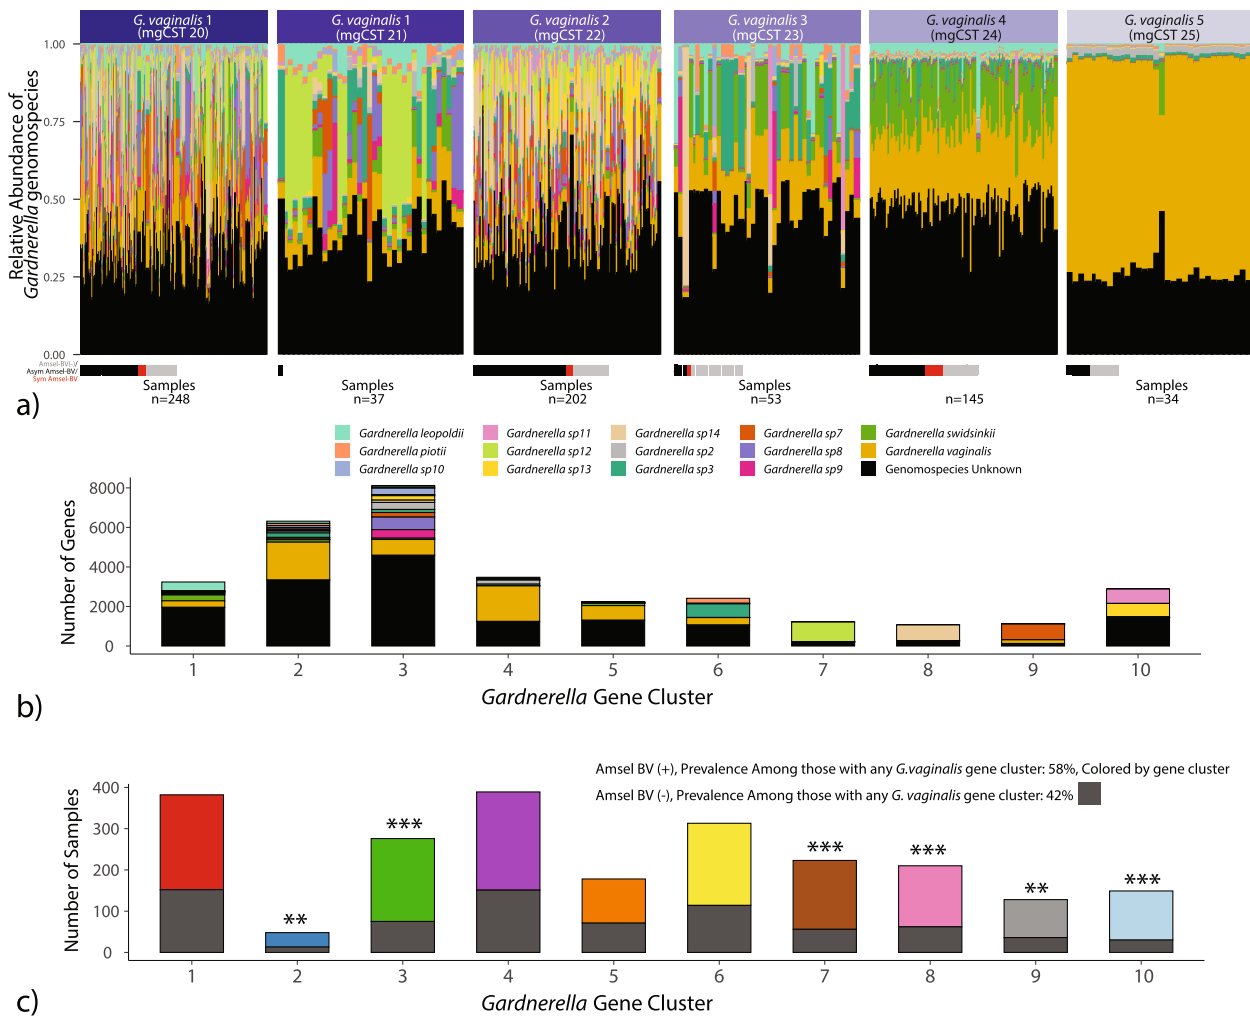 G. vaginalis 1
(mgCST 20)
G. vaginalis 1
(mgCST 21)
G. vaginalis 2
(mgCST 22)
G. vaginalis 3
(mgCST 23)
G. vaginalis 4
(mgCST 24)
G. vaginalis 5
(mgCST 25)
Relative Abundance of
Gardnerella genomospecies
1.00
0.75
0.50
0.25
0.00
Asym Amsel-BV/
Sym Amsel-BV
Samples
n=248
Samples
n=37
Samples
n=202
Samples
n=53
n=145
Samples
n=34
a)
Gardnerella leopoldii
Gardnerella piotii
Gardnerella sp10
Gardnerella sp11
Gardnerella sp12
Gardnerella sp13
Gardnerella sp14
Gardnerella sp2
Gardnerella sp3
Gardnerella sp7
Gardnerella sp8
Gardnerella sp9
Gardnerella swidsinkii
Gardnerella vaginalis
Genomospecies Unknown
Number of Genes
8000
6000
4000
2000
0
1 2 3 4 5 6 7 8 9 10
Gardnerella Gene Cluster
b)
Amsel BV (+), Prevalence Among those with any G.vaginalis gene cluster: 58%, Colored by gene cluster
Amsel BV (-), Prevalence Among those with any G. vaginalis gene cluster: 42%
Number of Samples
400
300
200
100
0
** *** *** *** ** ***
1 2 3 4 5 6 7 8 9 10
Gardnerella Gene Cluster
c)